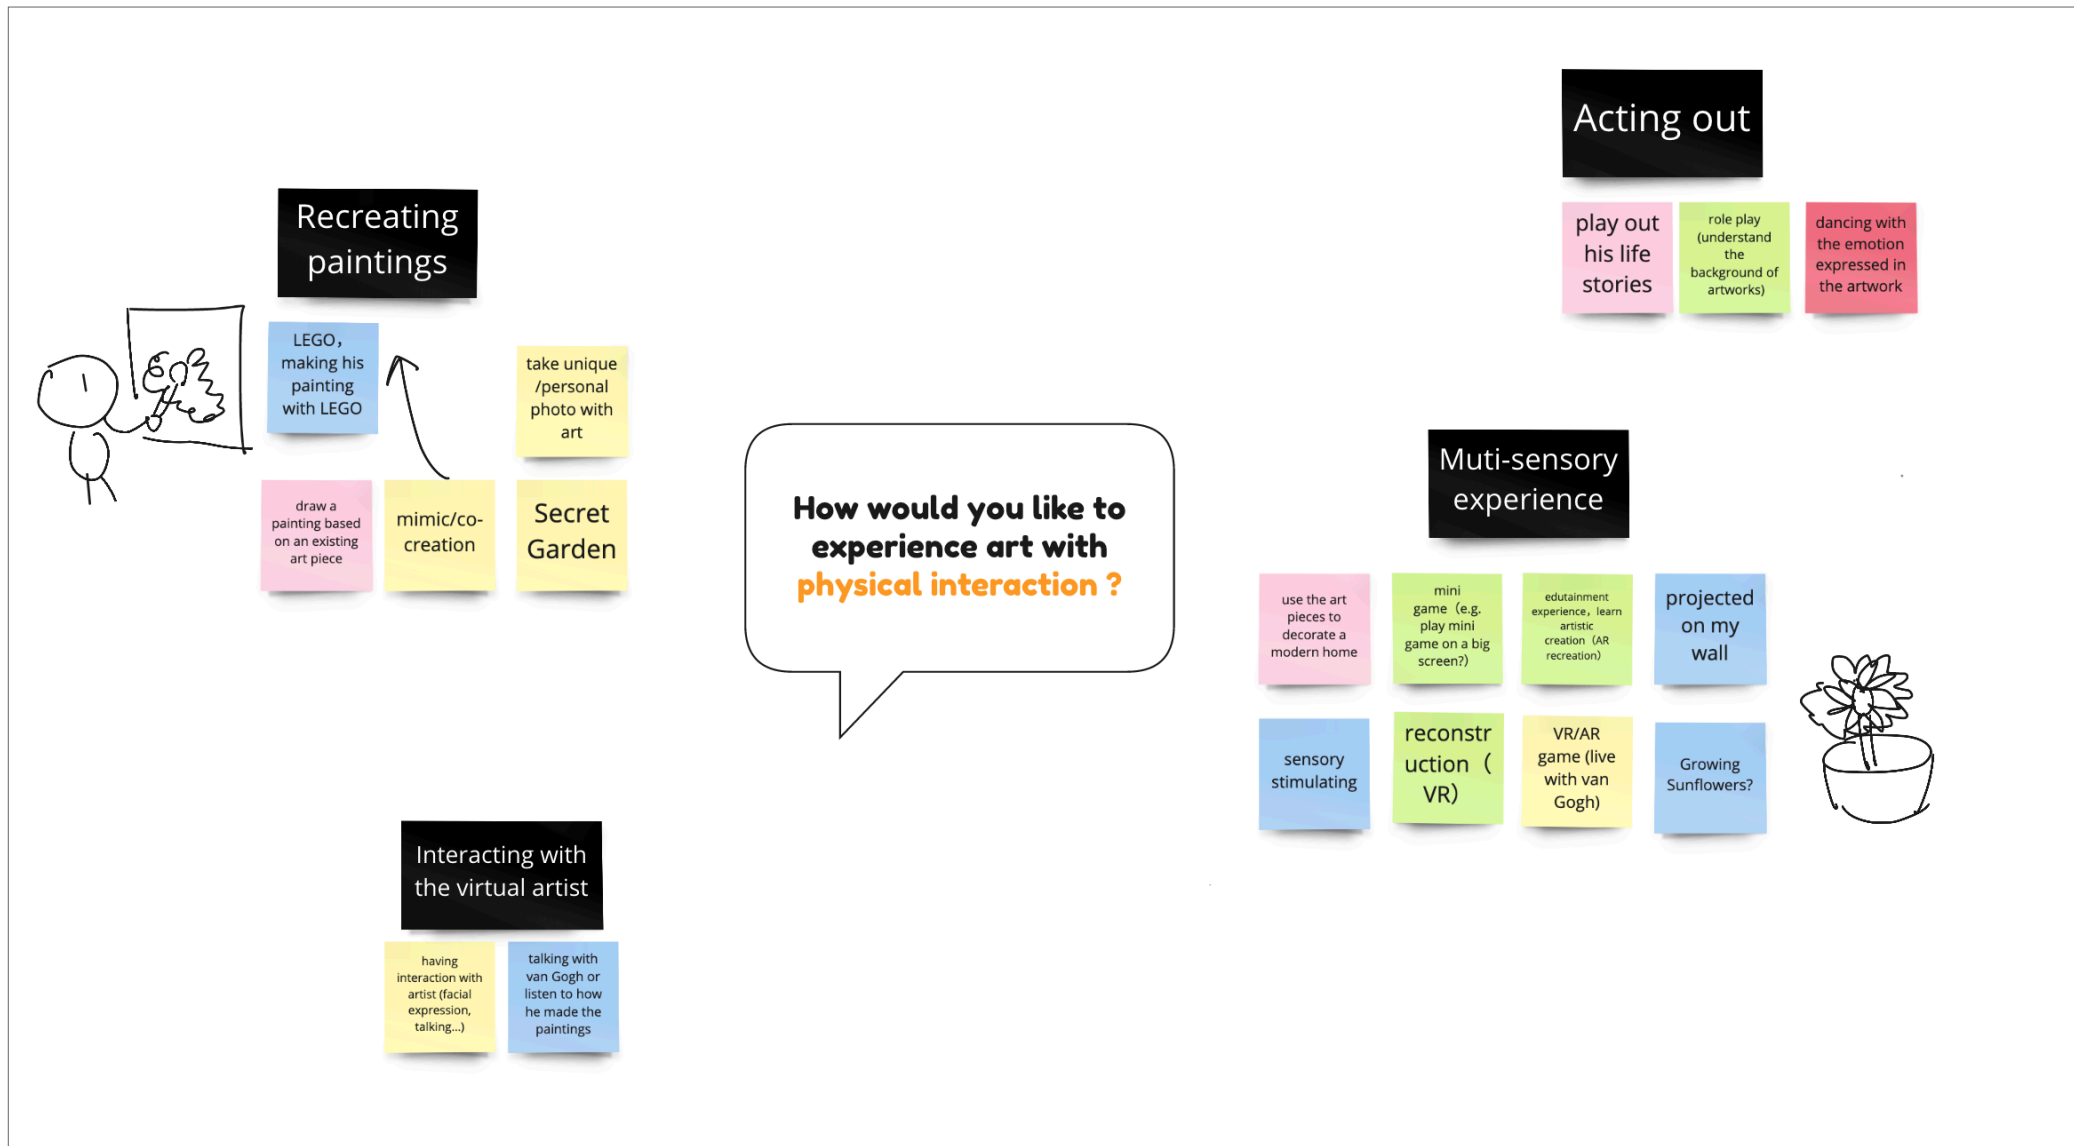 Recreating
paintings
LEGO，
making his
painting
with LEGO
take unique
/personal
photo with
art
draw a
painting based
on an existing
art piece
mimic/co-
creation
Secret
Garden
How would you like to
experience art with
physical interaction ?
Acting out
play out
his life
stories
role play
(understand
the
background of
artworks)
dancing with
the emotion
expressed in
the artwork
Muti-sensory
experience
use the art
pieces to
decorate a
modern home
mini
game（e.g.
play mini
game on a big
screen?）
edutainment
experience，learn
artistic
creation（AR
recreation）
projected
on my
wall
sensory
stimulating
reconstr
uction（
VR）
VR/AR
game (live
with van
Gogh)
Growing
Sunflowers?
Interacting with
the virtual artist
having
interaction with
artist (facial
expression,
talking...)
talking with
van Gogh or
listen to how
he made the
paintings